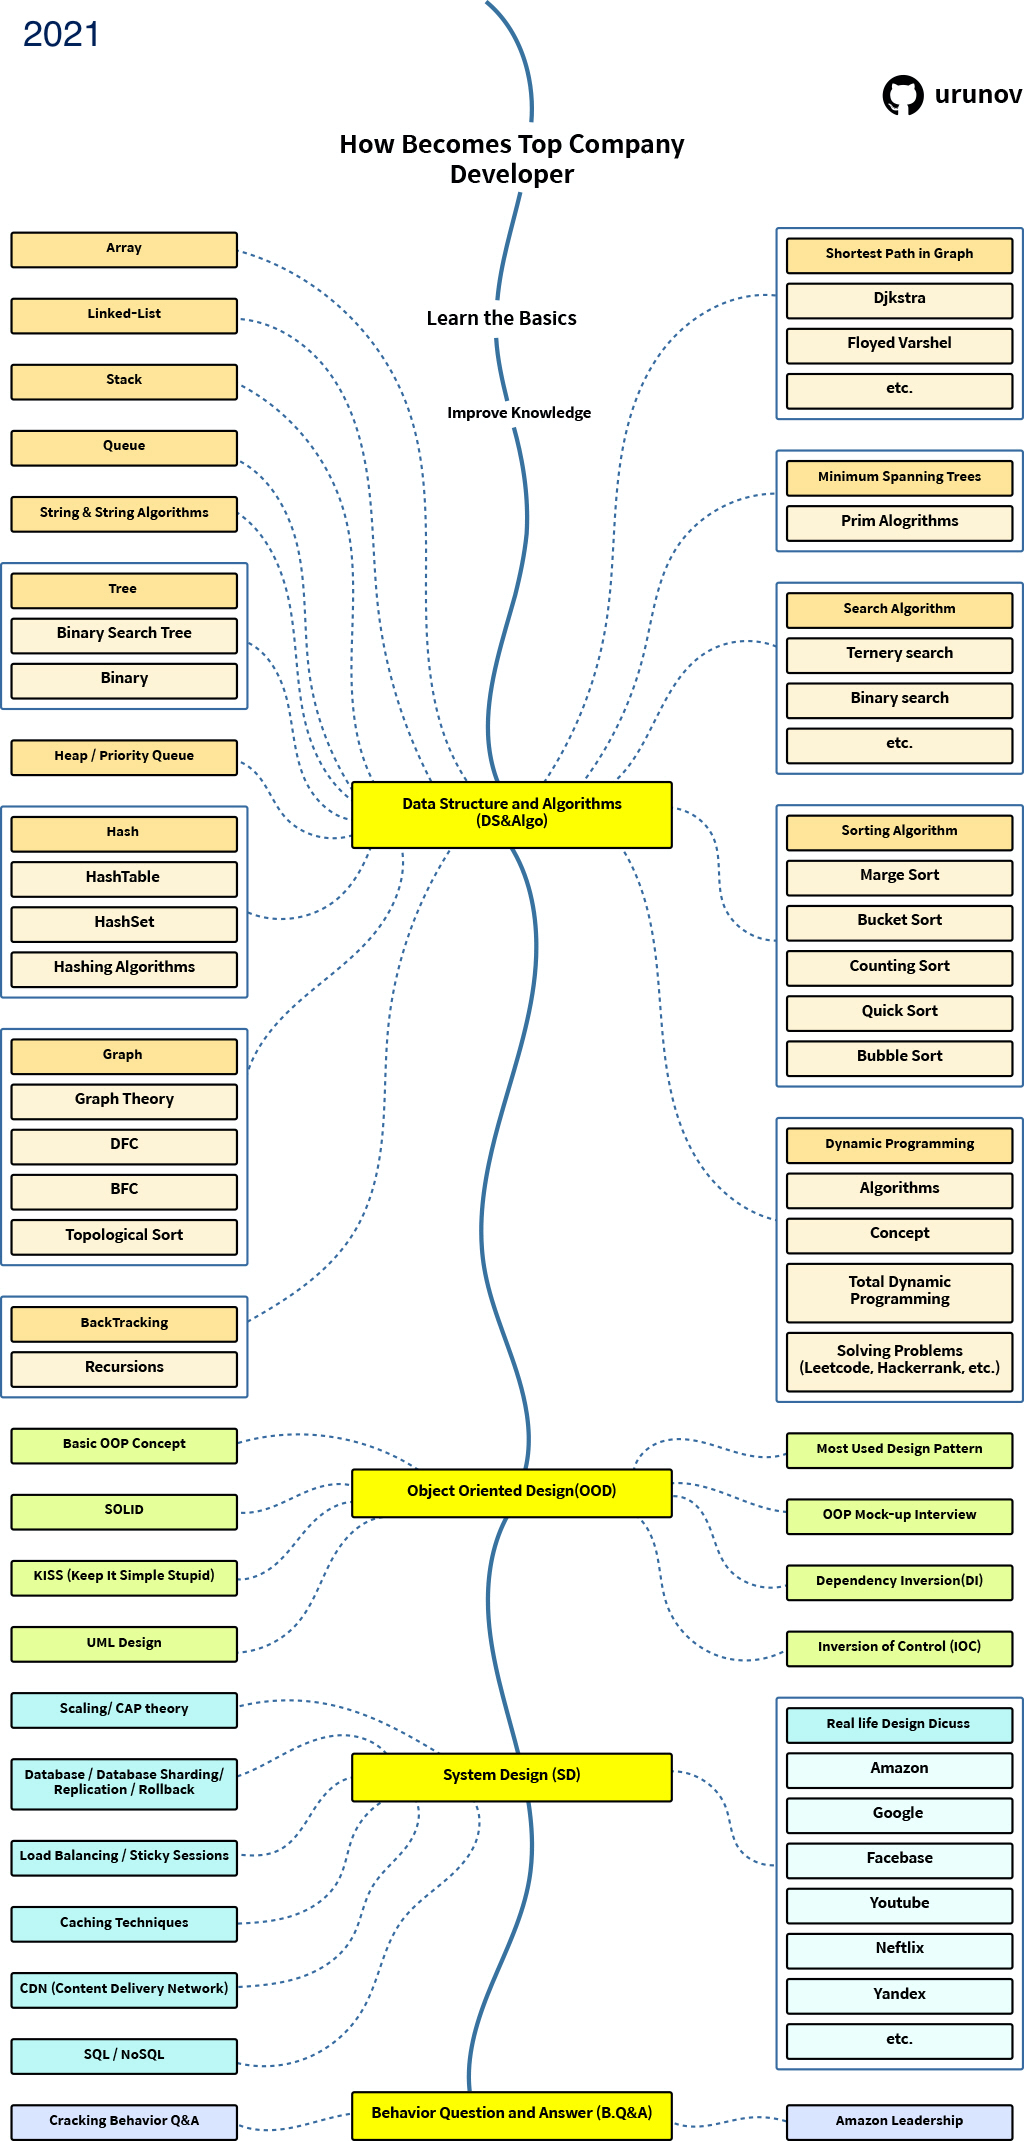 2021
urunov
How Becomes Top Company
Developer
Learn the Basics
Improve Knowledge
Array
Linked-List
Stack
Queue
String & String Algorithms
Tree
Binary Search Tree
Binary
Heap / Priority Queue
Hash
HashTable
HashSet
Hashing Algorithms
Graph
Graph Theory
DFC
BFC
Topological Sort
BackTracking
Recursions
Data Structure and Algorithms
(DS&Algo)
Shortest Path in Graph
Djkstra
Floyed Varshel
etc.
Minimum Spanning Trees
Prim Alogrithms
Search Algorithm
Ternery search
Binary search
etc.
Sorting Algorithm
Marge Sort
Bucket Sort
Counting Sort
Quick Sort
Bubble Sort
Dynamic Programming
Algorithms
Concept
Total Dynamic
Programming
Solving Problems
(Leetcode, Hackerrank, etc.)
Basic OOP Concept
SOLID
KISS (Keep It Simple Stupid)
UML Design
Object Oriented Design(OOD)
Most Used Design Pattern
OOP Mock-up Interview
Dependency Inversion(DI)
Inversion of Control (IOC)
Scaling/ CAP theory
Database / Database Sharding/
Replication / Rollback
Load Balancing / Sticky Sessions
Caching Techniques
CDN (Content Delivery Network)
SQL / NoSQL
System Design (SD)
Real life Design Dicuss
Amazon
Google
Facebase
Youtube
Neftlix
Yandex
etc.
Cracking Behavior Q&A
Behavior Question and Answer (B.Q&A)
Amazon Leadership